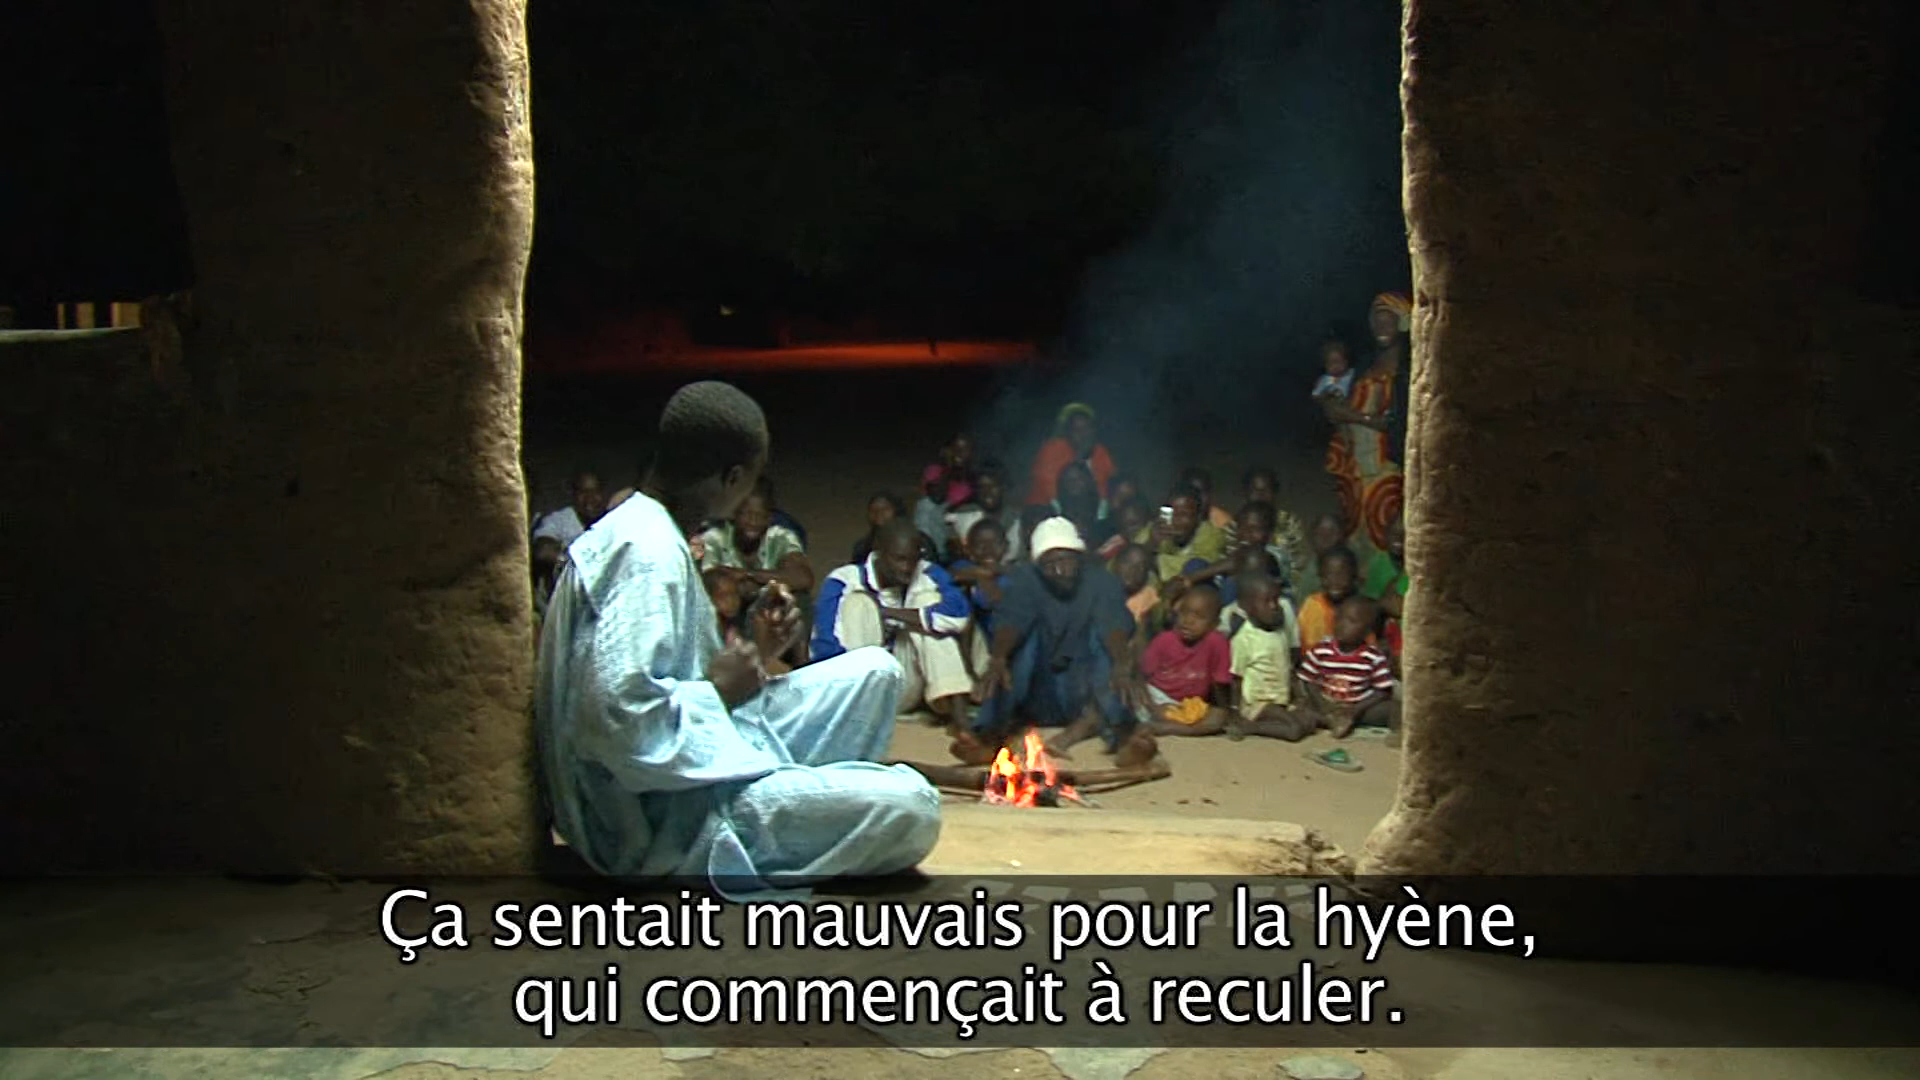 Ça sentait mauvais pour la hyène,
qui commençait à reculer.